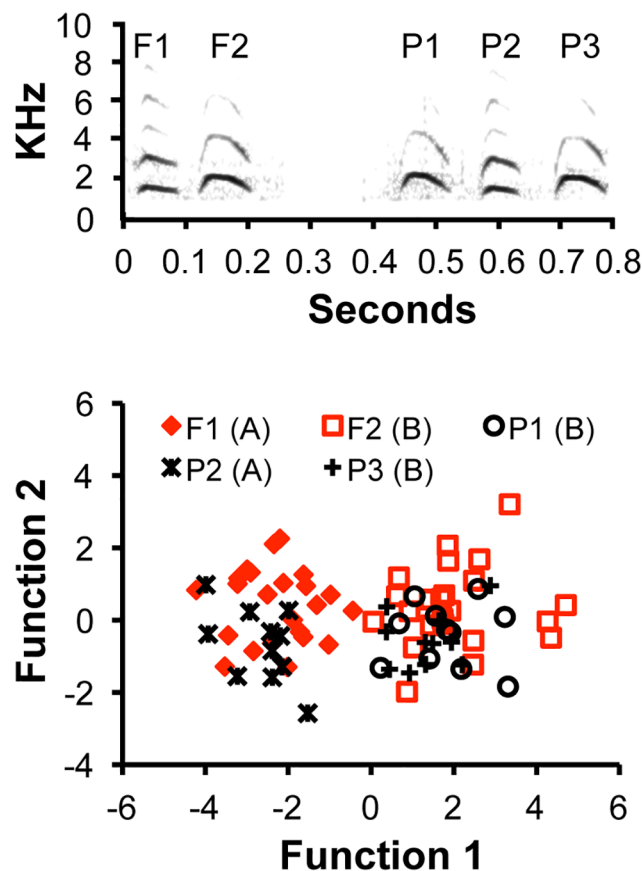 F1 F2 P1 P2 P3
10
8
6
4
2
0
KHz
0 0.1 0.2 0.3 0.4 0.5 0.6 0.7 0.8
Seconds
F1 (A) F2 (B) P1 (B)
P2 (A) P3 (B)
6
4
2
0
-2
-4
Function 2
-6 -4 -2 0 2 4 6
Function 1